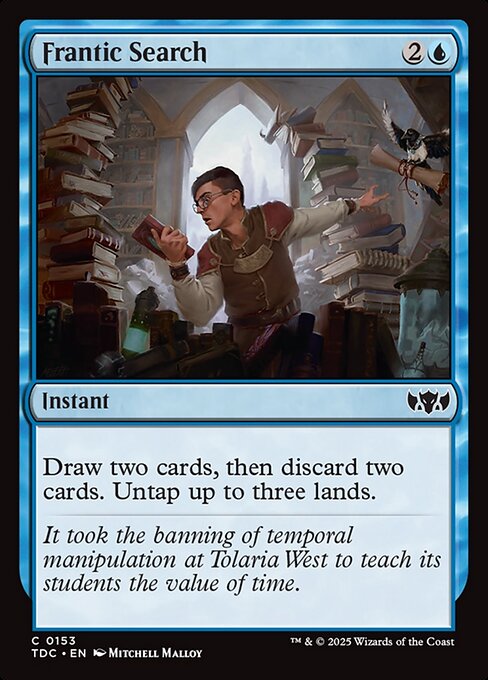 Frantic Search 2
Instant
Draw two cards, then discard two
cards. Untap up to three lands.
It took the banning of temporal
manipulation at Tolaria West to teach its
students the value of time.
C 0153
TDC • EN Mitchell Malloy
™ & © 2025 Wizards of the Coast